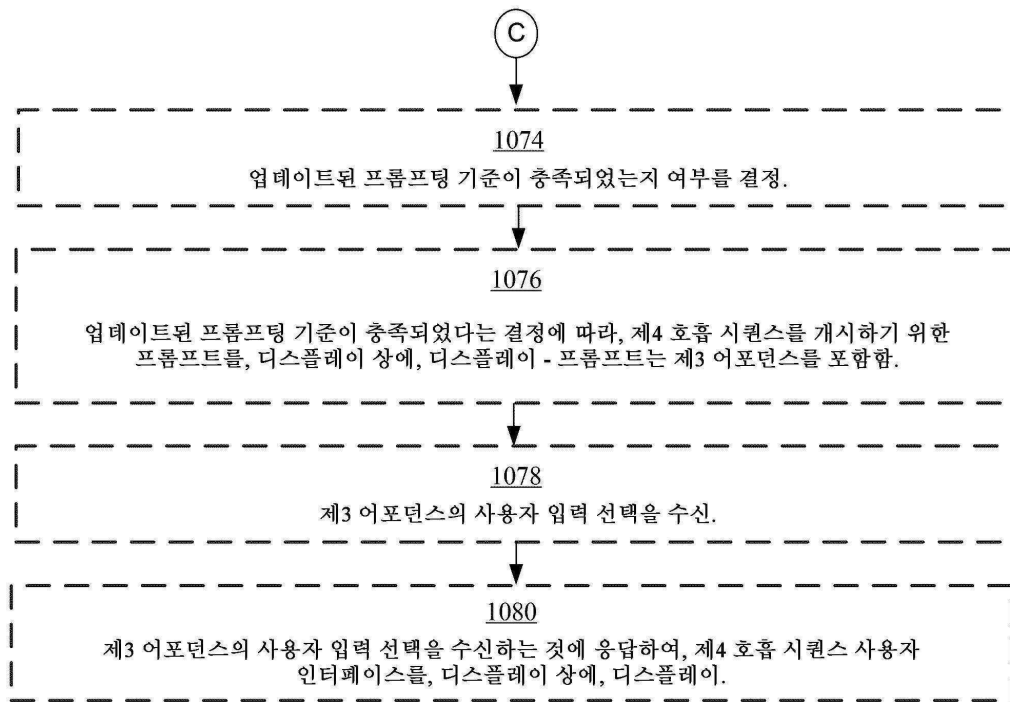 C
1074
업데이트된 프롬프팅 기준이 충족되었는지 여부를 결정.
1076
업데이트된 프롬프팅 기준이 충족되었다는 결정에 따라, 제4 호흡 시퀀스를 개시하기 위한
프롬프트를, 디스플레이 상에, 디스플레이 - 프롬프트는 제3 어포던스를 포함함.
1078
제3 어포던스의 사용자 입력 선택을 수신.
1080
제3 어포던스의 사용자 입력 선택을 수신하는 것에 응답하여, 제4 호흡 시퀀스 사용자
인터페이스를, 디스플레이 상에, 디스플레이.